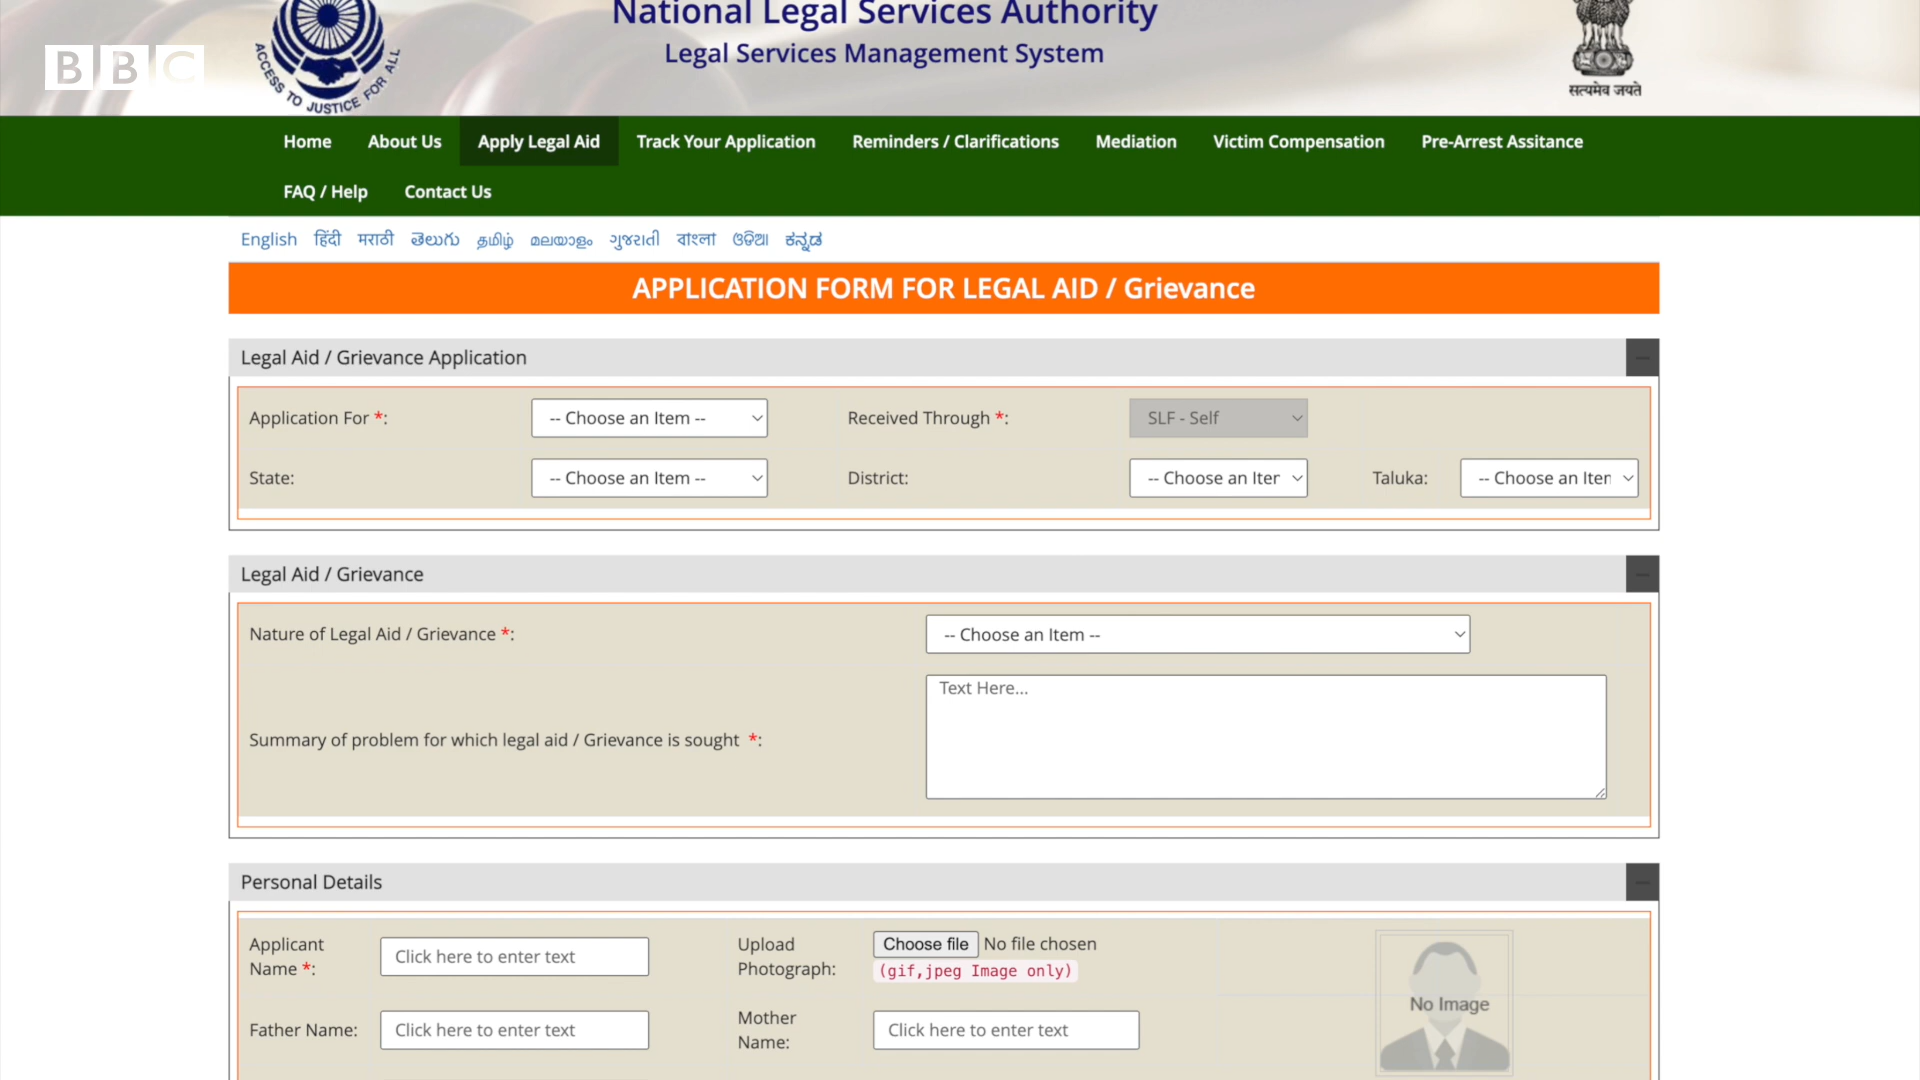 National Legal Services Authority
Legal Services Management System
BBC
ACCESS TO JUSTICE FOR ALL
सत्यमेव जयते
Home About Us Apply Legal Aid Track Your Application Reminders / Clarifications Mediation Victim Compensation Pre-Arrest Assitance
FAQ / Help Contact Us
English हिंदी मराठी తెలుగు தமிழ் മലയാളം ગુજરાતી বাংলা ଓଡିଆ ಕನ್ನಡ
APPLICATION FORM FOR LEGAL AID / Grievance
Legal Aid / Grievance Application
Application For *: -- Choose an Item -- Received Through *: SLF - Self
State: -- Choose an Item -- District: -- Choose an Iter Taluka: -- Choose an Iten
Legal Aid / Grievance
Nature of Legal Aid / Grievance *: -- Choose an Item --
Text Here...
Summary of problem for which legal aid / Grievance is sought *:
Personal Details
Applicant Name *: Click here to enter text Upload Photograph: Choose file No file chosen
(gif,jpeg Image only)
No Image
Father Name: Click here to enter text Mother Name: Click here to enter text